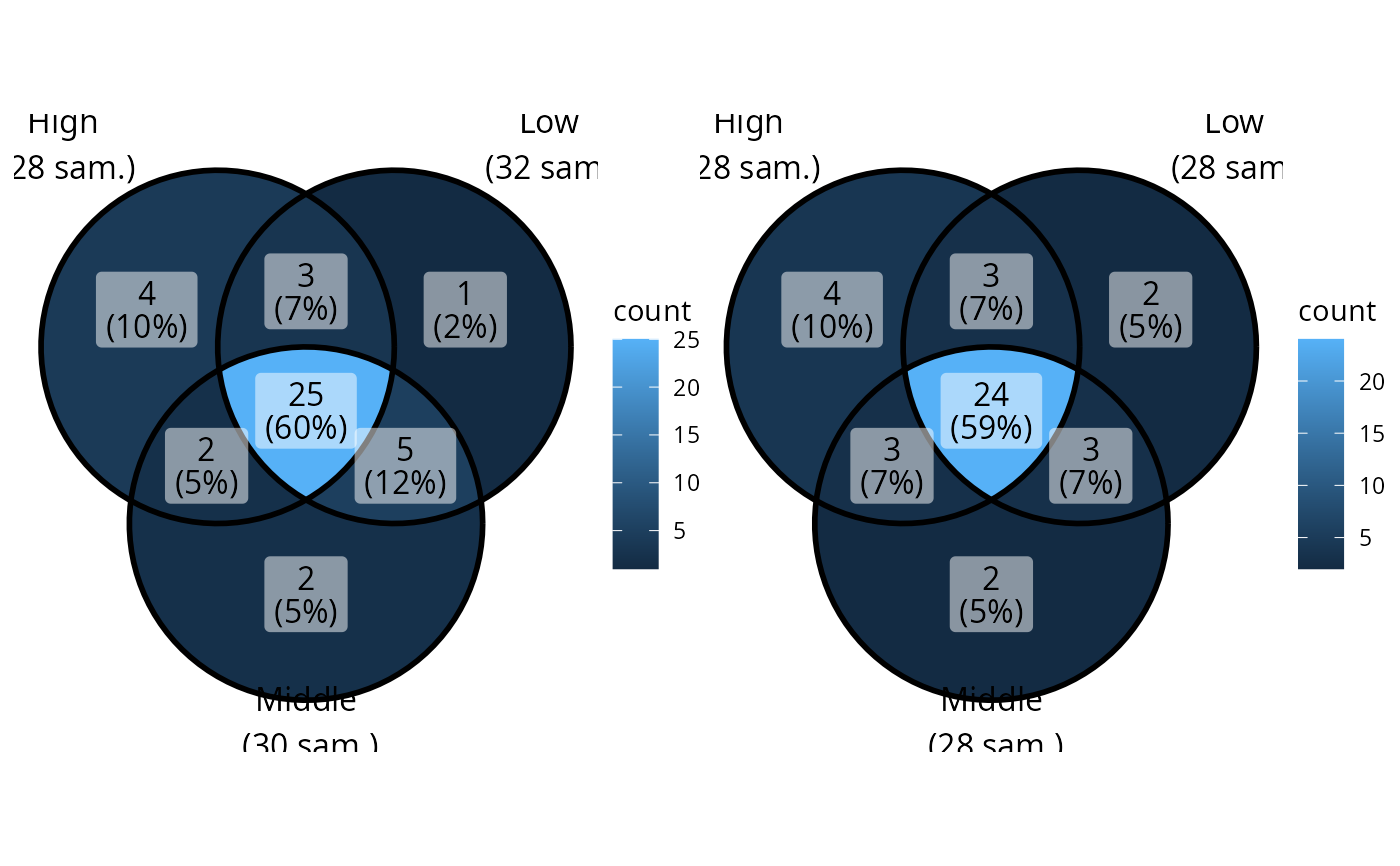 High
28 sam.)
Low
(32 sam
4
(10%)
3
(7%)
1
(2%)
25
(60%)
2
(5%)
5
(12%)
2
(5%)
Middle
(30 sam.)
count
25
20
15
10
5
High
28 sam.)
Low
(28 sam
4
(10%)
3
(7%)
2
(5%)
24
(59%)
3
(7%)
3
(7%)
2
(5%)
Middle
(28 sam.)
count
20
15
10
5